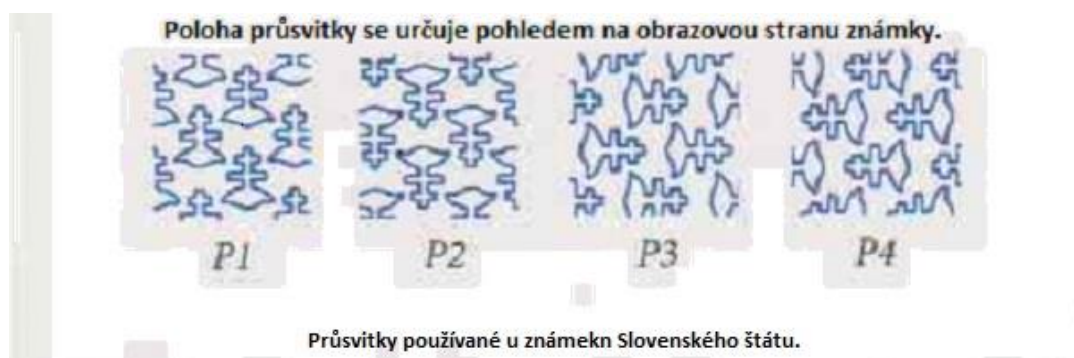 Poloha průsvitky se určuje pohledem na obrazovou stranu známky.
P1 P2 P3 P4
Průsvitky používané u známekn Slovenského štátu.